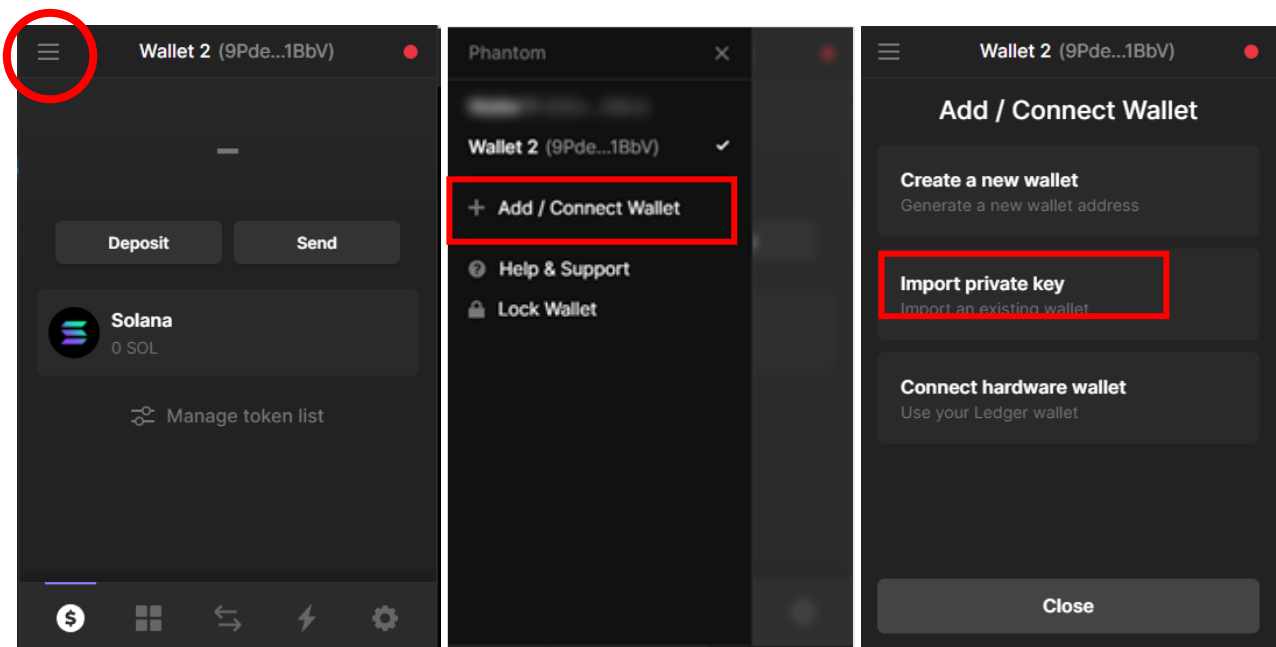 Wallet 2 (9Pde...1BbV)
Deposit
Send
Solana
0 SOL
Manage token list
Phantom
Wallet 2 (9Pde...1BbV)
Add / Connect Wallet
Help & Support
Lock Wallet
Wallet 2 (9Pde...1BbV)
Add / Connect Wallet
Create a new wallet
Generate a new wallet address
Import private key
Import an existing wallet
Connect hardware wallet
Use your Ledger wallet
Close